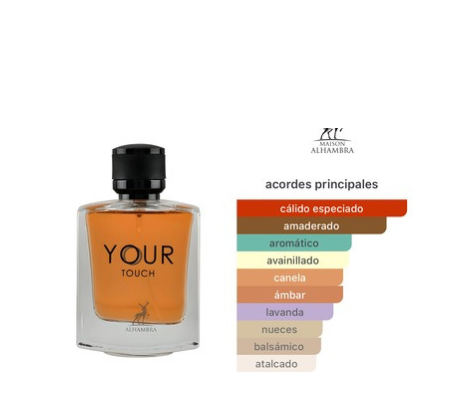 YOUR
TOUCH
ALHAMBRA
MAISON
ALHAMBRA
acordes principales
cálido especiado
amaderado
aromático
avainillado
canela
ámbar
lavanda
nueces
balsámico
atalcado